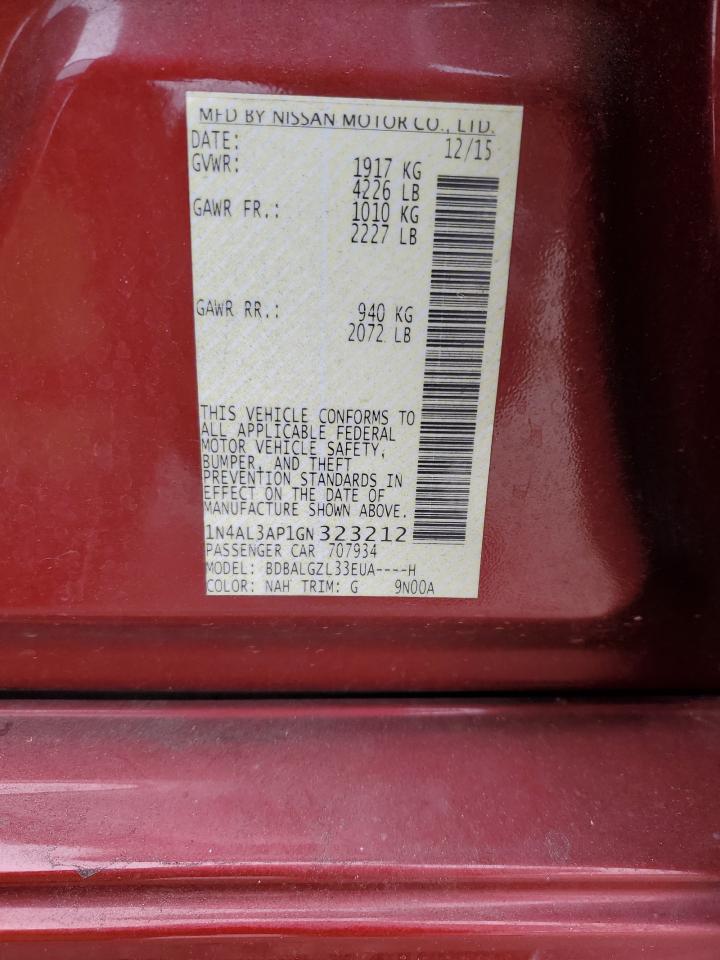 MFD BY NISSAN MOTOR CO., LTD.
DATE: 12/15
GVWR: 1917 KG
4226 LB
GAWR FR.: 1010 KG
2227 LB
GAWR RR.: 940 KG
2072 LB
THIS VEHICLE CONFORMS TO
ALL APPLICABLE FEDERAL
MOTOR VEHICLE SAFETY,
BUMPER, AND THEFT
PREVENTION STANDARDS IN
EFFECT ON THE DATE OF
MANUFACTURE SHOWN ABOVE.
1N4AL3AP1GN323212
PASSENGER CAR 707934
MODEL: BDBALGZL33EUA----H
COLOR: NAH TRIM: G 9N00A